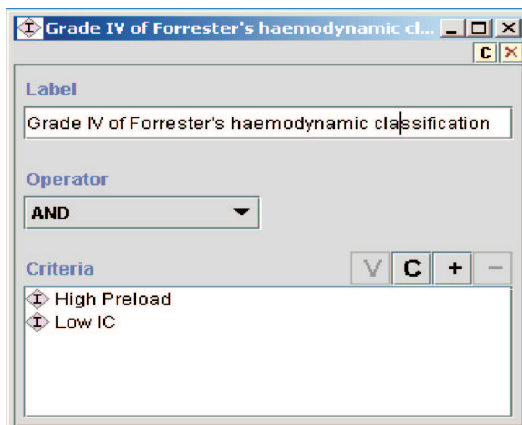 Grade IV of Forrester's haemodynamic cl...
C
Label
Grade IV of Forrester's haemodynamic classification
Operator
AND
Criteria
V C + −
I High Preload
I Low IC